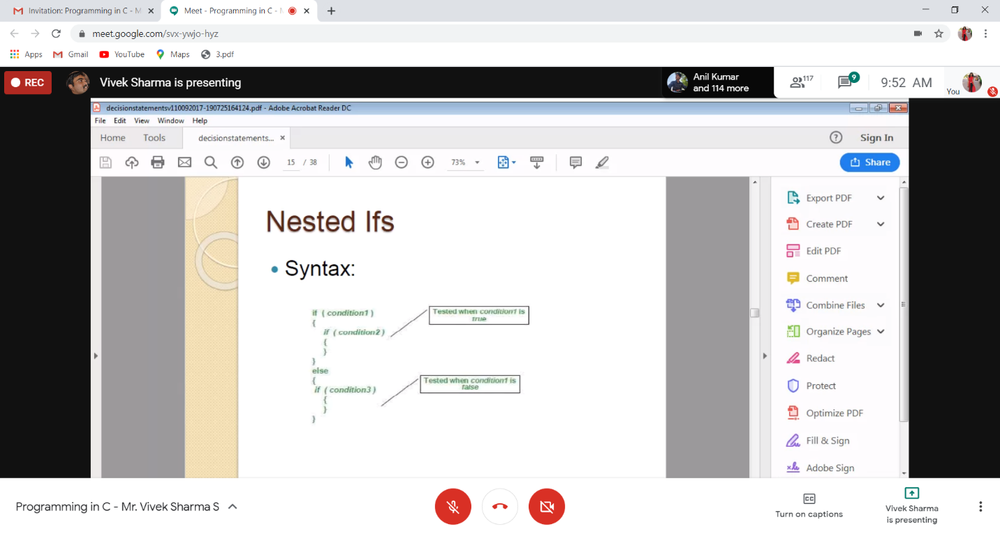 Invitation: Programming in C - M
Meet - Programming in C - M
meet.google.com/svx-ywjo-hyz
Apps Gmail YouTube Maps 3.pdf
REC
Vivek Sharma is presenting
Anil Kumar
and 114 more
117
9
9:52 AM
You
decisionstatementsv110092017-190725164124.pdf - Adobe Acrobat Reader DC
File Edit View Window Help
Home Tools decisionstatements...
Sign In
15 / 38
73%
Share
Nested Ifs
• Syntax:
if ( condition1 )
{
if ( condition2 )
{
}
}
else
{
if ( condition3 )
{
}
}
Tested when condition1 is
true
Tested when condition1 is
false
Export PDF
Create PDF
Edit PDF
Comment
Combine Files
Organize Pages
Redact
Protect
Optimize PDF
Fill & Sign
Adobe Sign
Programming in C - Mr. Vivek Sharma S
Turn on captions
Vivek Sharma
is presenting